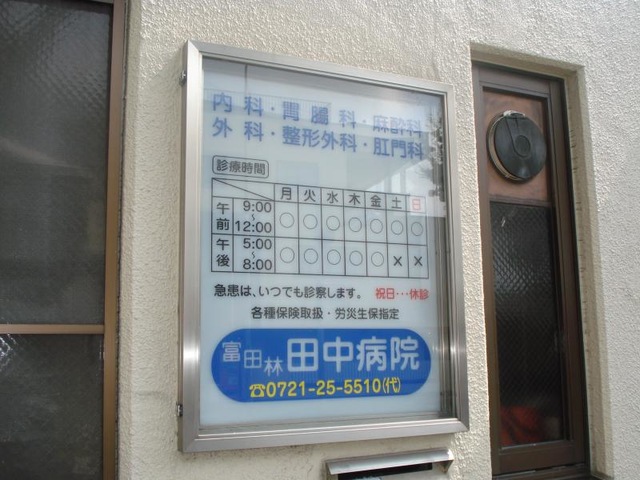 内科・胃腸科・麻酔科
外科・整形外科・肛門科
診療時間
月 火 水 木 金 土 日
午前 9:00~12:00 ○ ○ ○ ○ ○ ○ ○
午後 5:00~8:00 ○ ○ ○ ○ ○ × ×
急患は、いつでも診察します。 祝日…休診
各種保険取扱・労災生保指定
富田林 田中病院
☎0721-25-5510(代)